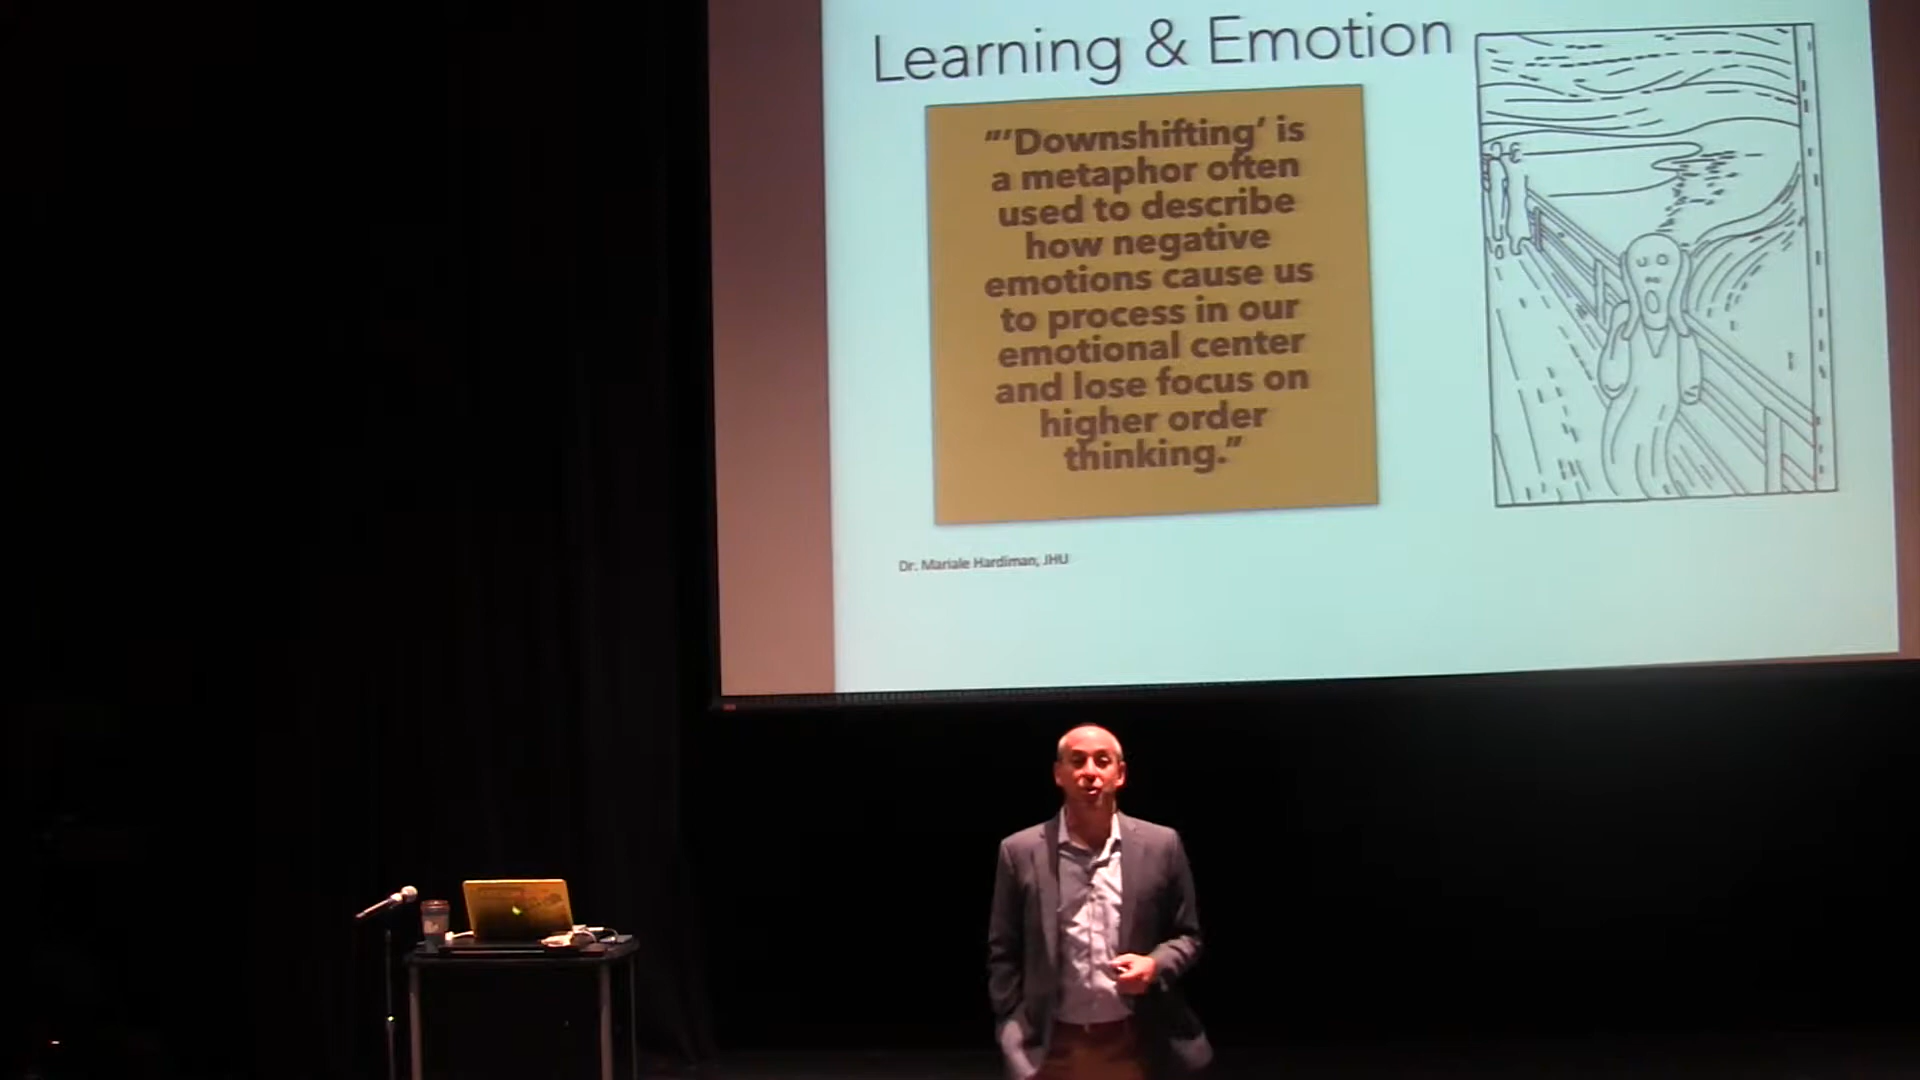 Learning & Emotion
"'Downshifting' is
a metaphor often
used to describe
how negative
emotions cause us
to process in our
emotional center
and lose focus on
higher order
thinking."
Dr. Mariale Hardiman, JHU